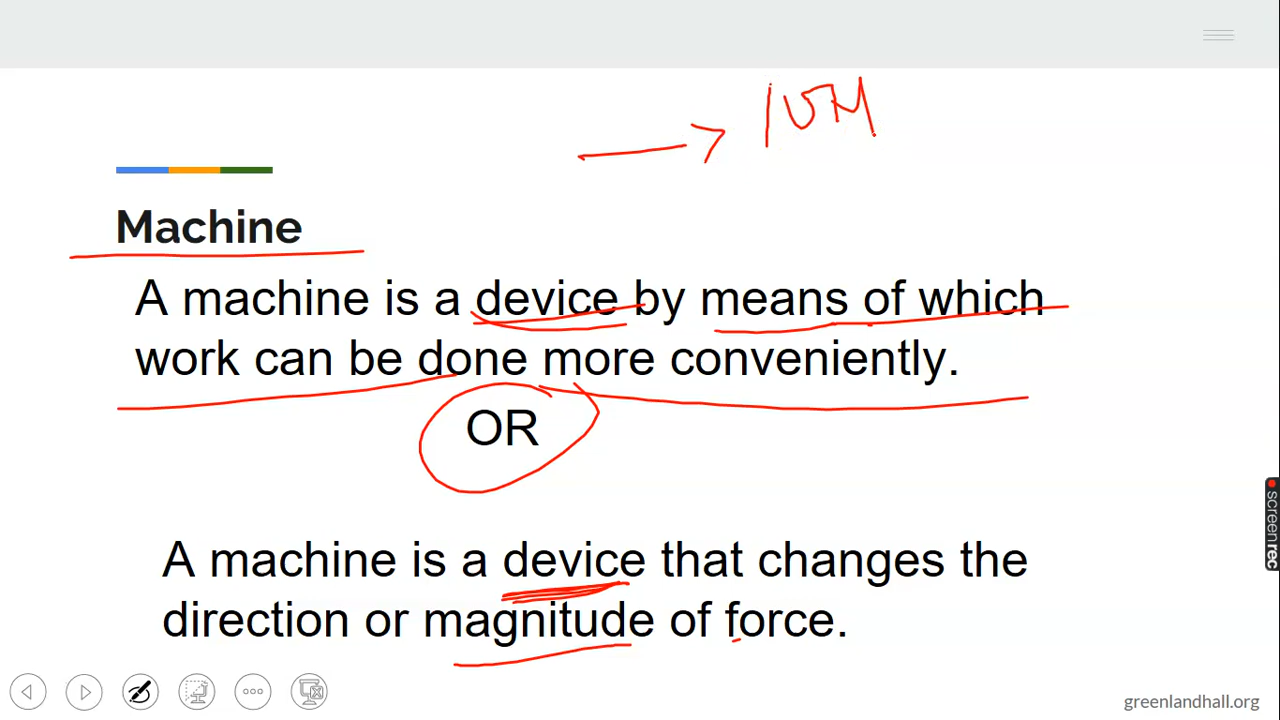 Machine
A machine is a device by means of which
work can be done more conveniently.
OR
A machine is a device that changes the
direction or magnitude of force.
screenrec
greenlandhall.org